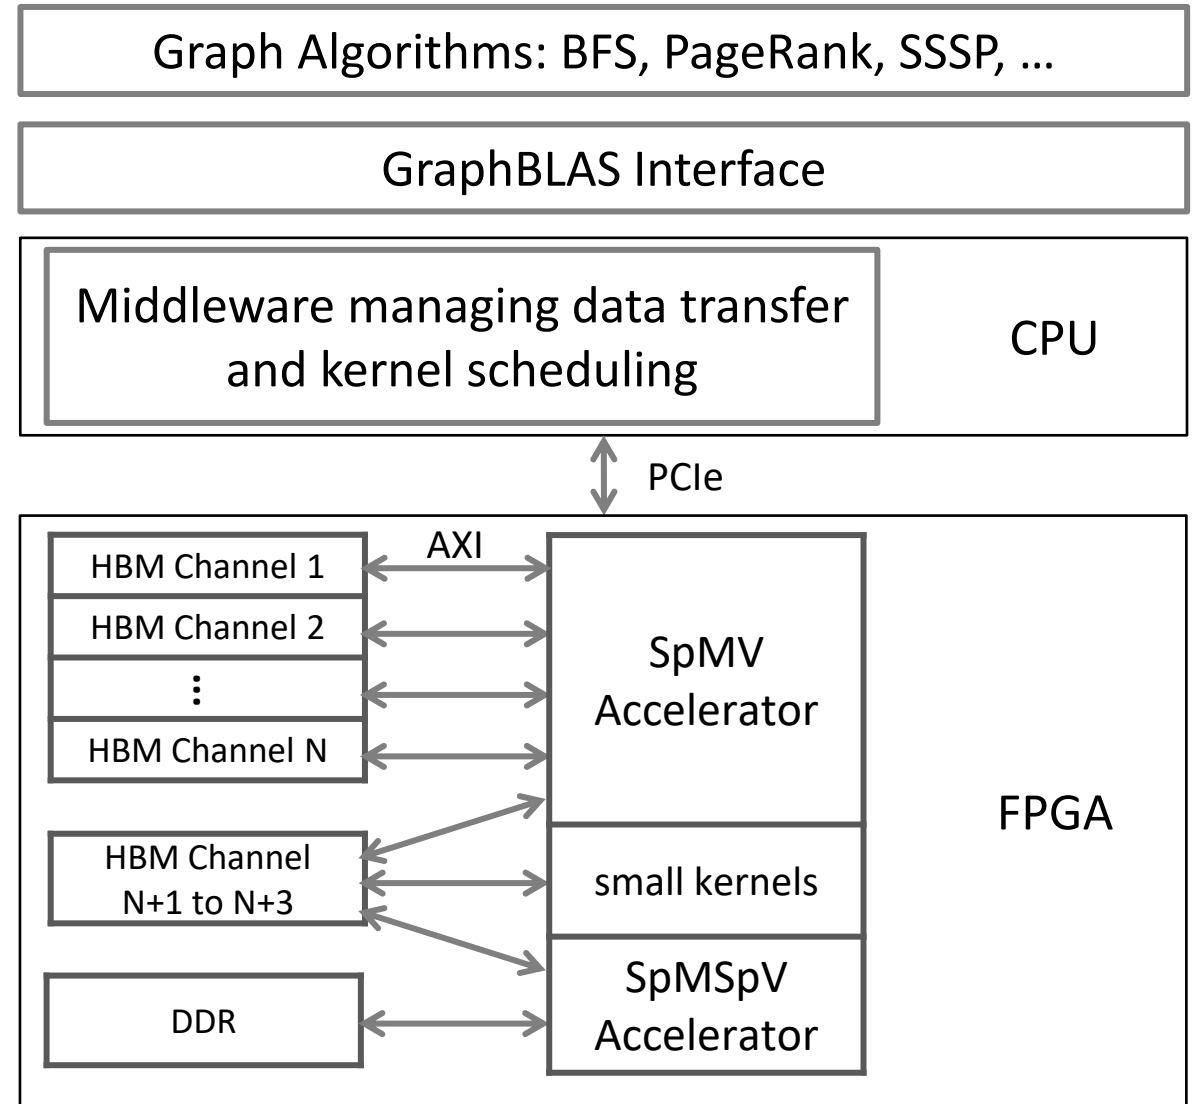 Graph Algorithms: BFS, PageRank, SSSP, ...
GraphBLAS Interface
Middleware managing data transfer
and kernel scheduling
CPU
PCIe
HBM Channel 1
AXI
HBM Channel 2
⋮
HBM Channel N
SpMV
Accelerator
FPGA
HBM Channel
N+1 to N+3
small kernels
DDR
SpMSpV
Accelerator